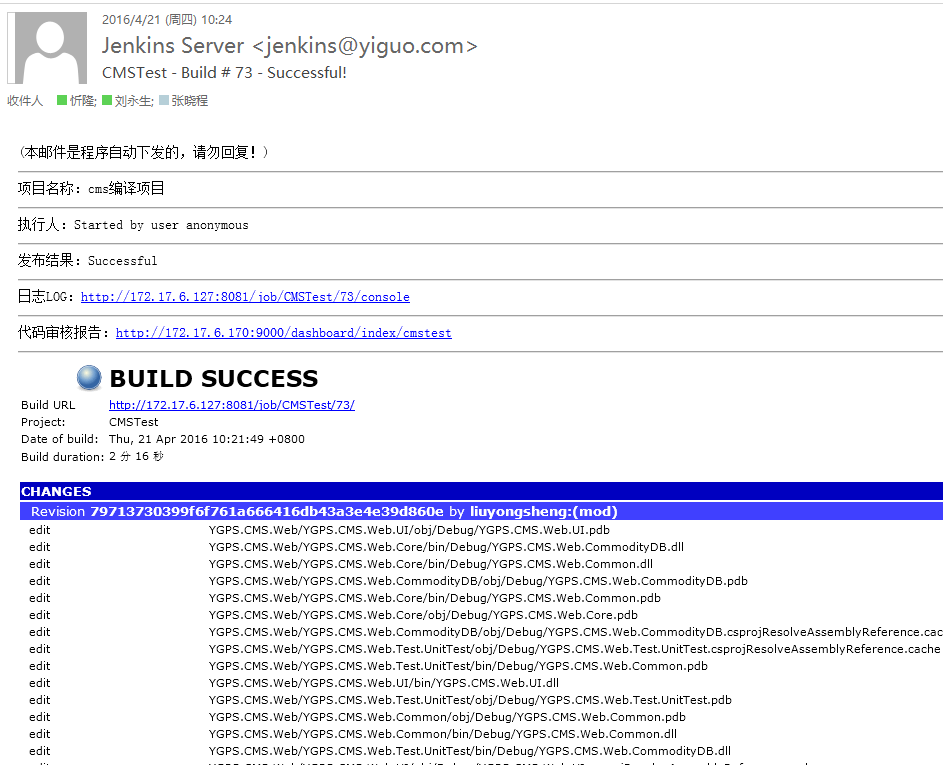 2016/4/21 (周四) 10:24
Jenkins Server <jenkins@yiguo.com>
CMSTest - Build # 73 - Successful!
收件人 忻隆; 刘永生; 张晓程
(本邮件是程序自动下发的，请勿回复！)
项目名称：cms编译项目
执行人：Started by user anonymous
发布结果：Successful
日志LOG：http://172.17.6.127:8081/job/CMSTest/73/console
代码审核报告：http://172.17.6.170:9000/dashboard/index/cmstest
BUILD SUCCESS
Build URL http://172.17.6.127:8081/job/CMSTest/73/
Project: CMSTest
Date of build: Thu, 21 Apr 2016 10:21:49 +0800
Build duration: 2 分 16 秒
CHANGES
Revision 79713730399f6f761a666416db43a3e4e39d860e by liuyongsheng:(mod)
edit YGPS.CMS.Web/YGPS.CMS.Web.UI/obj/Debug/YGPS.CMS.Web.UI.pdb
edit YGPS.CMS.Web/YGPS.CMS.Web.Core/bin/Debug/YGPS.CMS.Web.CommodityDB.dll
edit YGPS.CMS.Web/YGPS.CMS.Web.Core/bin/Debug/YGPS.CMS.Web.Common.dll
edit YGPS.CMS.Web/YGPS.CMS.Web.CommodityDB/obj/Debug/YGPS.CMS.Web.CommodityDB.pdb
edit YGPS.CMS.Web/YGPS.CMS.Web.Core/bin/Debug/YGPS.CMS.Web.Common.pdb
edit YGPS.CMS.Web/YGPS.CMS.Web.Core/obj/Debug/YGPS.CMS.Web.Core.pdb
edit YGPS.CMS.Web/YGPS.CMS.Web.CommodityDB/obj/Debug/YGPS.CMS.Web.CommodityDB.csprojResolveAssemblyReference.cac
edit YGPS.CMS.Web/YGPS.CMS.Web.Test.UnitTest/obj/Debug/YGPS.CMS.Web.Test.UnitTest.csprojResolveAssemblyReference.cache
edit YGPS.CMS.Web/YGPS.CMS.Web.Test.UnitTest/bin/Debug/YGPS.CMS.Web.Common.pdb
edit YGPS.CMS.Web/YGPS.CMS.Web.UI/bin/YGPS.CMS.Web.UI.dll
edit YGPS.CMS.Web/YGPS.CMS.Web.Test.UnitTest/obj/Debug/YGPS.CMS.Web.Test.UnitTest.pdb
edit YGPS.CMS.Web/YGPS.CMS.Web.Common/obj/Debug/YGPS.CMS.Web.Common.pdb
edit YGPS.CMS.Web/YGPS.CMS.Web.Common/bin/Debug/YGPS.CMS.Web.Common.dll
edit YGPS.CMS.Web/YGPS.CMS.Web.Test.UnitTest/bin/Debug/YGPS.CMS.Web.CommodityDB.dll